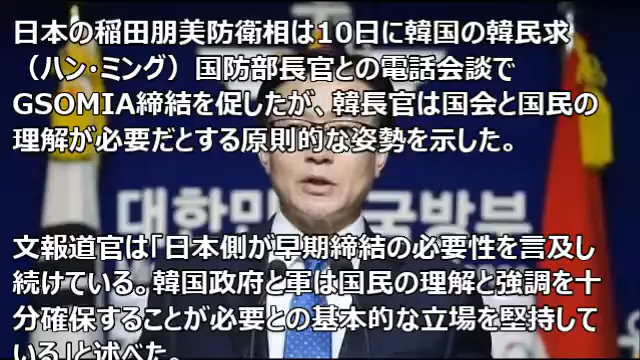 日本の稲田朋美防衛相は10日に韓国の韓民求
（ハン・ミング）国防部長官との電話会談で
GSOMIA締結を促したが、韓長官は国会と国民の
理解が必要だとする原則的な姿勢を示した。
대한민 국방부
文報道官は「日本側が早期締結の必要性を言及し
続けている。韓国政府と軍は国民の理解と強調を十
分確保することが必要との基本的な立場を堅持して
いる」と述べた。